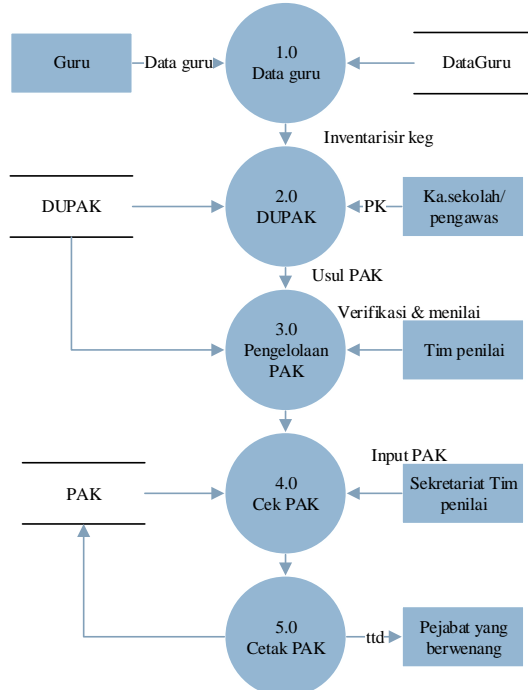 1.0
Guru
Data guru
Data guru
DataGuru
Inventarisir keg
2.0
DUPAK
DUPAK
PK
Ka.sekolah/
pengawas
Usul PAK
Verifikasi & menilai
3.0
Pengelolaan
PAK
Tim penilai
Input PAK
PAK
4.0
Cek PAK
Sekretariat Tim
penilai
5.0
Cetak PAK
ttd
Pejabat yang
berwenang